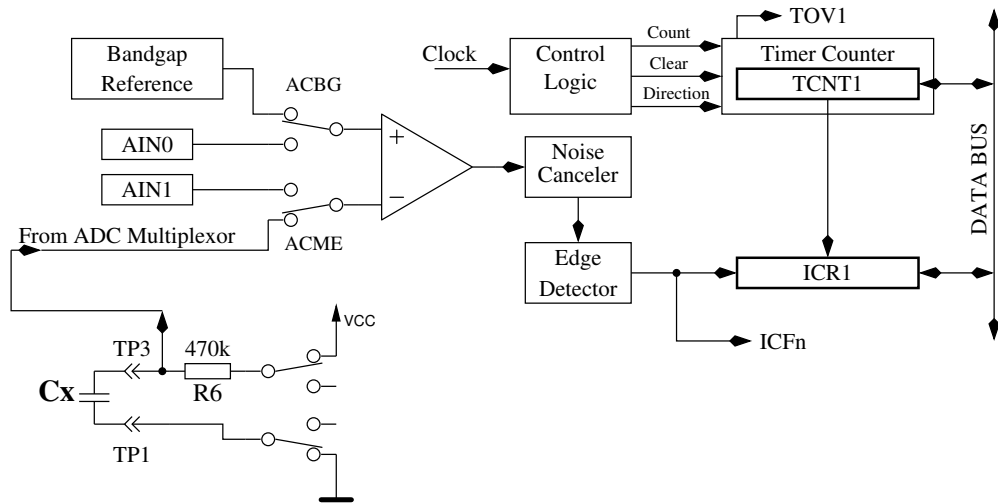 TOV1
Bandgap
Reference
ACBG
Clock
Control
Logic
Count
Clear
Direction
Timer Counter
TCNT1
AIN0
+
AIN1
−
Noise
Canceler
DATA BUS
From ADC Multiplexor
ACME
Edge
Detector
ICR1
VCC
ICFn
TP3
470k
R6
Cx
TP1